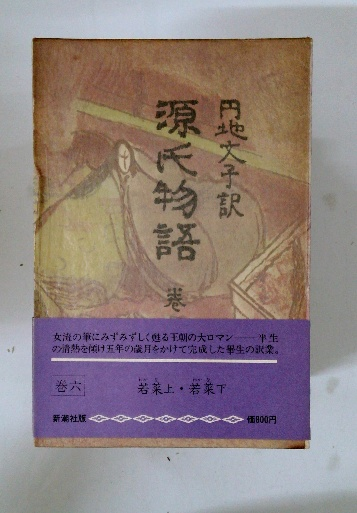 円地文子訳
源氏物語
巻
女流の筆にみずみずしく甦る王朝の大ロマン――半生
の情熱を傾け五年の歳月をかけて完成した畢生の訳業。
巻六
若菜上・若菜下
新潮社版
価800円